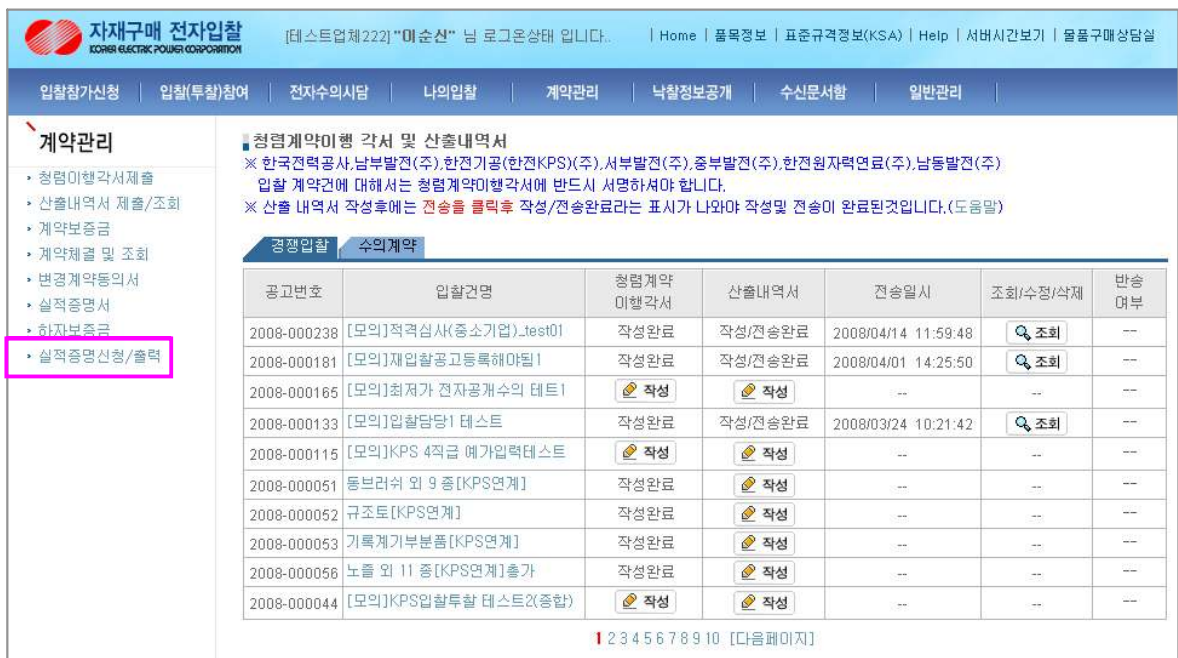 자재구매 전자입찰
KOREA ELECTRIC POWER CORPORATION
[테스트업체222] "이순신" 님 로그온상태 입니다..
| Home | 품목정보 | 표준규격정보(KSA) | Help | 서버시간보기 | 물품구매상담실
입찰참가신청 | 입찰(투찰)참여 | 전자수의시담 | 나의입찰 | 계약관리 | 낙찰정보공개 | 수신문서함 | 일반관리 |
계약관리
청렴이행각서제출
산출내역서 제출/조회
계약보증금
계약체결 및 조회
변경계약동의서
실적증명서
하자보증금
실적증명신청/출력
청렴계약이행 각서 및 산출내역서
※ 한국전력공사,남부발전(주),한전기공(한전KPS)(주),서부발전(주),중부발전(주),한전원자력연료(주),남동발전(주)
입찰 계약건에 대해서는 청렴계약이행각서에 반드시 서명하셔야 합니다.
※ 산출 내역서 작성후에는 전송을 클릭후 작성/전송완료라는 표시가 나와야 작성및 전송이 완료된것입니다.(도움말)
경쟁입찰 수의계약
공고번호 입찰건명 청렴계약 이행각서 산출내역서 전송일시 조회/수정/삭제 반송 여부
2008-000238 [모의]적격심사(중소기업)_test01 작성완료 작성/전송완료 2008/04/14 11:59:48 조회 --
2008-000181 [모의]재입찰공고등록해야됨1 작성완료 작성/전송완료 2008/04/01 14:25:50 조회 --
2008-000165 [모의]최저가 전자공개수의 테트1 작성 작성 -- -- --
2008-000133 [모의]입찰담당1 테스트 작성완료 작성/전송완료 2008/03/24 10:21:42 조회 --
2008-000115 [모의]KPS 4직급 예가입력테스트 작성 작성 -- -- --
2008-000051 동브러쉬 외 9 종[KPS연계] 작성완료 작성 -- -- --
2008-000052 규조토[KPS연계] 작성완료 작성 -- -- --
2008-000053 기록계기부분품[KPS연계] 작성완료 작성 -- -- --
2008-000056 노즐 외 11 종[KPS연계]총가 작성완료 작성 -- -- --
2008-000044 [모의]KPS입찰투찰 테스트2(종합) 작성 작성 -- -- --
1 2 3 4 5 6 7 8 9 10 [다음페이지]